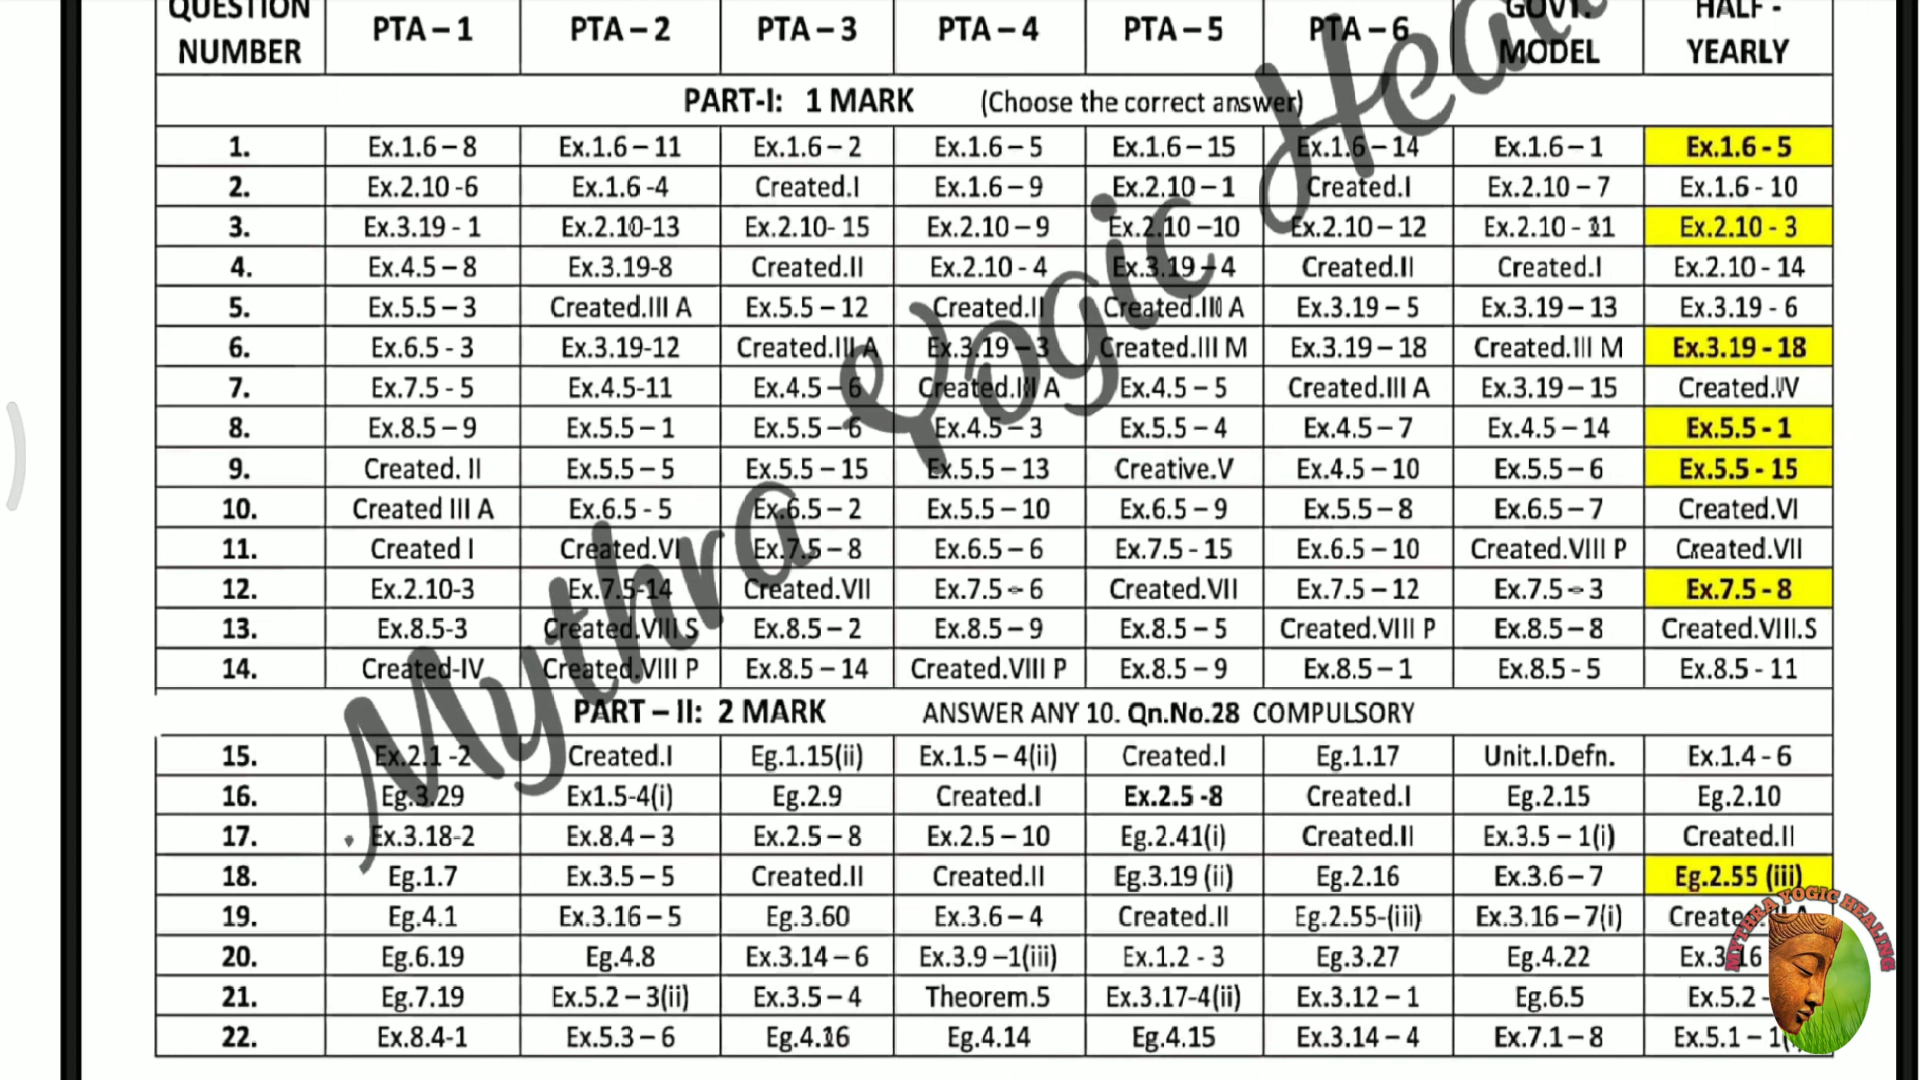 QUESTION NUMBER PTA – 1 PTA – 2 PTA – 3 PTA – 4 PTA – 5 PTA – 6 GOVT. MODEL HALF - YEARLY
PART-I: 1 MARK (Choose the correct answer)
1. Ex.1.6 – 8 Ex.1.6 – 11 Ex.1.6 – 2 Ex.1.6 – 5 Ex.1.6 – 15 Ex.1.6 – 14 Ex.1.6 – 1 Ex.1.6 - 5
2. Ex.2.10 -6 Ex.1.6 -4 Created.I Ex.1.6 – 9 Ex.2.10 – 1 Created.I Ex.2.10 – 7 Ex.1.6 - 10
3. Ex.3.19 - 1 Ex.2.10-13 Ex.2.10- 15 Ex.2.10 – 9 Ex.2.10 –10 Ex.2.10 – 12 Ex.2.10 - 11 Ex.2.10 - 3
4. Ex.4.5 – 8 Ex.3.19-8 Created.II Ex.2.10 - 4 Ex.3.19 – 4 Created.II Created.I Ex.2.10 - 14
5. Ex.5.5 – 3 Created.III A Ex.5.5 – 12 Created.II Created.III A Ex.3.19 – 5 Ex.3.19 – 13 Ex.3.19 - 6
6. Ex.6.5 - 3 Ex.3.19-12 Created.III A Ex.3.19 – 3 Created.III M Ex.3.19 – 18 Created.III M Ex.3.19 - 18
7. Ex.7.5 - 5 Ex.4.5-11 Ex.4.5 – 6 Created.III A Ex.4.5 – 5 Created.III A Ex.3.19 – 15 Created.IV
8. Ex.8.5 – 9 Ex.5.5 – 1 Ex.5.5 – 6 Ex.4.5 – 3 Ex.5.5 – 4 Ex.4.5 – 7 Ex.4.5 – 14 Ex.5.5 - 1
9. Created. II Ex.5.5 – 5 Ex.5.5 – 15 Ex.5.5 – 13 Creative.V Ex.4.5 – 10 Ex.5.5 – 6 Ex.5.5 - 15
10. Created III A Ex.6.5 - 5 Ex.6.5 – 2 Ex.5.5 – 10 Ex.6.5 – 9 Ex.5.5 – 8 Ex.6.5 – 7 Created.VI
11. Created I Created.VI Ex.7.5 – 8 Ex.6.5 – 6 Ex.7.5 - 15 Ex.6.5 – 10 Created.VIII P Created.VII
12. Ex.2.10-3 Ex.7.5-14 Created.VII Ex.7.5 – 6 Created.VII Ex.7.5 – 12 Ex.7.5 – 3 Ex.7.5 - 8
13. Ex.8.5-3 Created.VIII.S Ex.8.5 – 2 Ex.8.5 – 9 Ex.8.5 – 5 Created.VIII P Ex.8.5 – 8 Created.VIII.S
14. Created-IV Created.VIII P Ex.8.5 – 14 Created.VIII P Ex.8.5 – 9 Ex.8.5 – 1 Ex.8.5 - 5 Ex.8.5 - 11
PART – II: 2 MARK ANSWER ANY 10. Qn.No.28 COMPULSORY
15. Ex.2.1 -2 Created.I Eg.1.15(ii) Ex.1.5 – 4(ii) Created.I Eg.1.17 Unit.I.Defn. Ex.1.4 - 6
16. Eg.3.29 Ex1.5-4(i) Eg.2.9 Created.I Ex.2.5 -8 Created.I Eg.2.15 Eg.2.10
17. Ex.3.18-2 Ex.8.4 – 3 Ex.2.5 – 8 Ex.2.5 – 10 Eg.2.41(i) Created.II Ex.3.5 – 1(i) Created.II
18. Eg.1.7 Ex.3.5 – 5 Created.II Created.II Eg.3.19 (ii) Eg.2.16 Ex.3.6 – 7 Eg.2.55 (iii)
19. Eg.4.1 Ex.3.16 – 5 Eg.3.60 Ex.3.6 – 4 Created.II Eg.2.55-(iii) Ex.3.16 – 7(i)
20. Eg.6.19 Eg.4.8 Ex.3.14 – 6 Ex.3.9 –1(iii) Ex.1.2 - 3 Eg.3.27 Eg.4.22 Ex.3.16
21. Eg.7.19 Ex.5.2 – 3(ii) Ex.3.5 – 4 Theorem.5 Ex.3.17-4(ii) Ex.3.12 – 1 Eg.6.5 Ex.5.2 -
22. Ex.8.4-1 Ex.5.3 – 6 Eg.4.16 Eg.4.14 Eg.4.15 Ex.3.14 – 4 Ex.7.1 – 8 Ex.5.1 –
Mythra Yogic
MYTHRA YOGIC HEALING